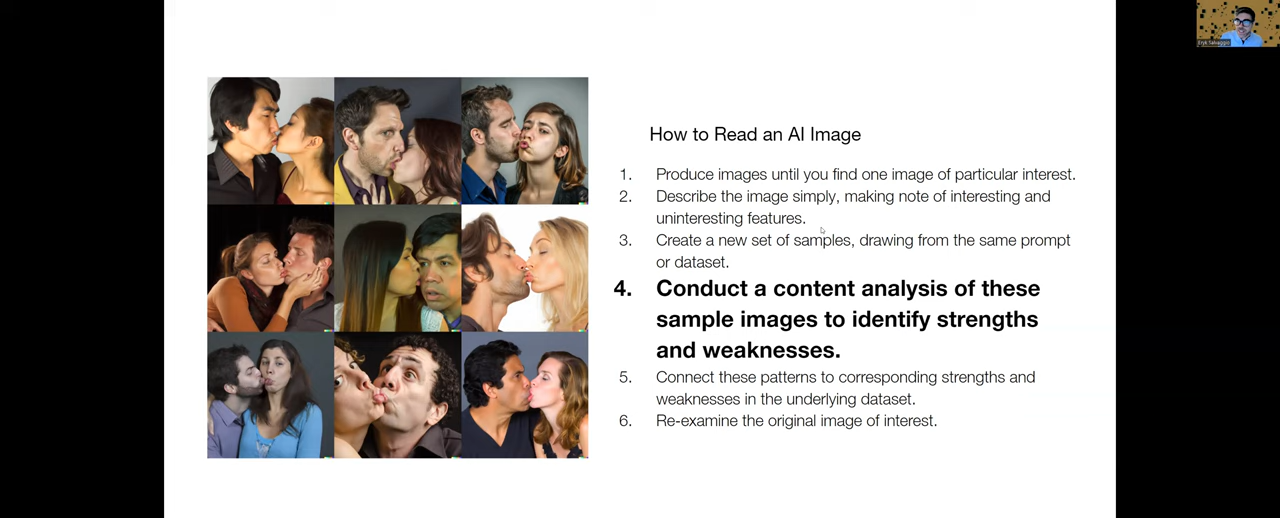 Eryk Salvaggio
How to Read an AI Image
1. Produce images until you find one image of particular interest.
2. Describe the image simply, making note of interesting and
uninteresting features.
3. Create a new set of samples, drawing from the same prompt
or dataset.
4. Conduct a content analysis of these
sample images to identify strengths
and weaknesses.
5. Connect these patterns to corresponding strengths and
weaknesses in the underlying dataset.
6. Re-examine the original image of interest.